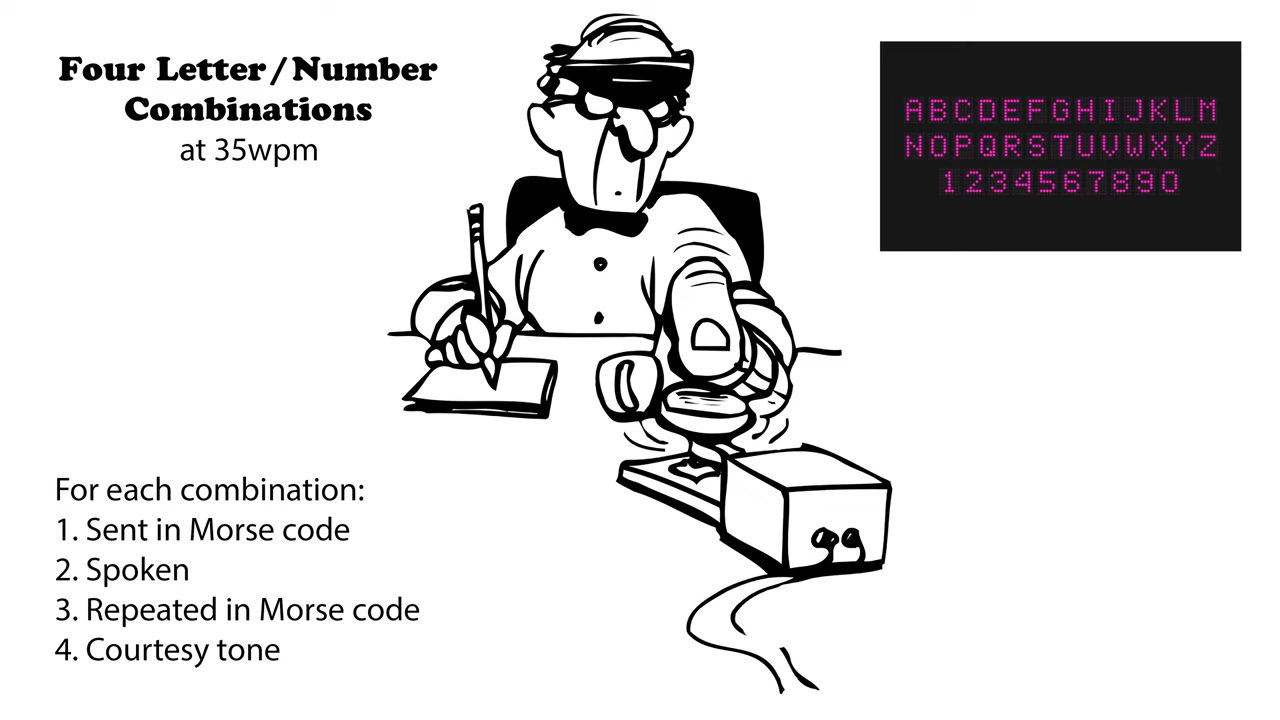 Four Letter/Number
Combinations
at 35wpm
ABCDEFGHIJKLM
NOPQRSTUVWXYZ
1234567890
For each combination:
1. Sent in Morse code
2. Spoken
3. Repeated in Morse code
4. Courtesy tone